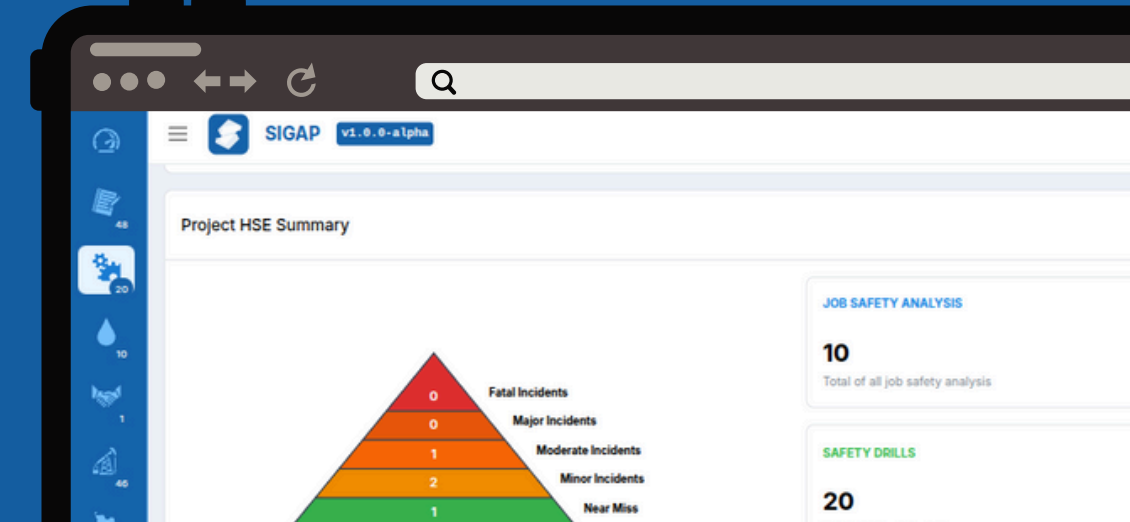 SIGAP v1.0.0-alpha
48
20
10
1
46
Project HSE Summary
0 Fatal Incidents
0 Major Incidents
1 Moderate Incidents
2 Minor Incidents
1 Near Miss
JOB SAFETY ANALYSIS
10
Total of all job safety analysis
SAFETY DRILLS
20